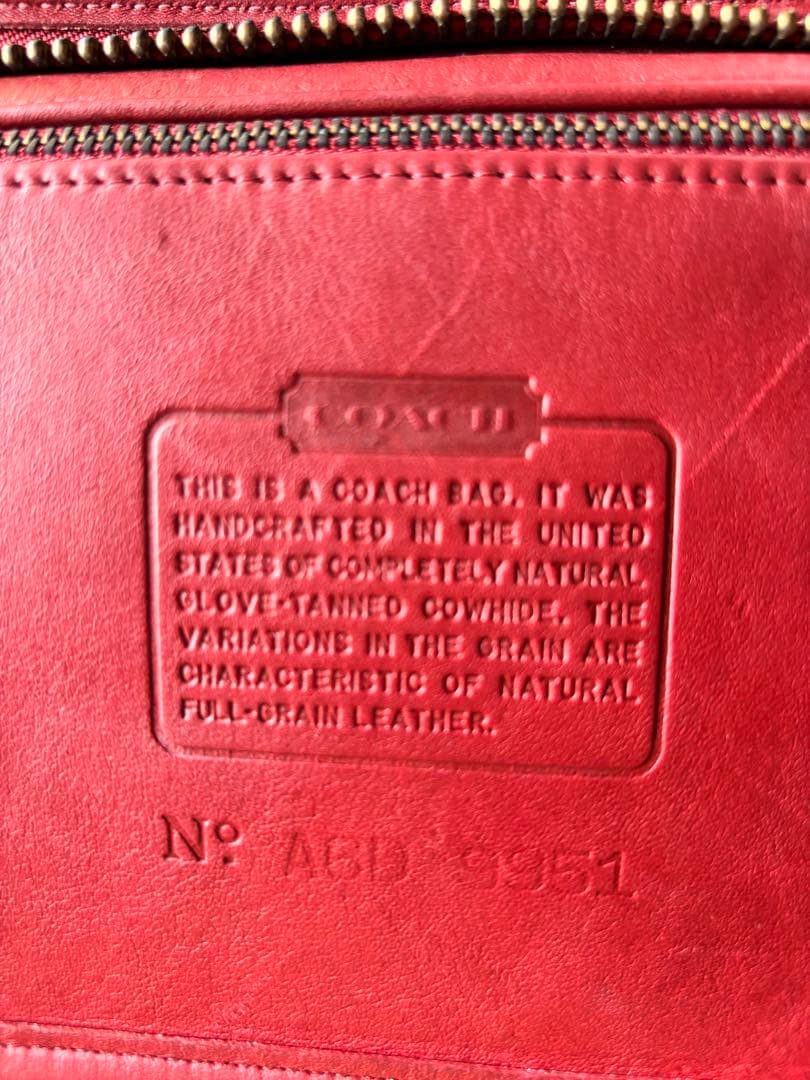 COACH
THIS IS A COACH BAG. IT WAS
HANDCRAFTED IN THE UNITED
STATES OF COMPLETELY NATURAL
GLOVE-TANNED COWHIDE. THE
VARIATIONS IN THE GRAIN ARE
CHARACTERISTIC OF NATURAL
FULL-GRAIN LEATHER.
Nº